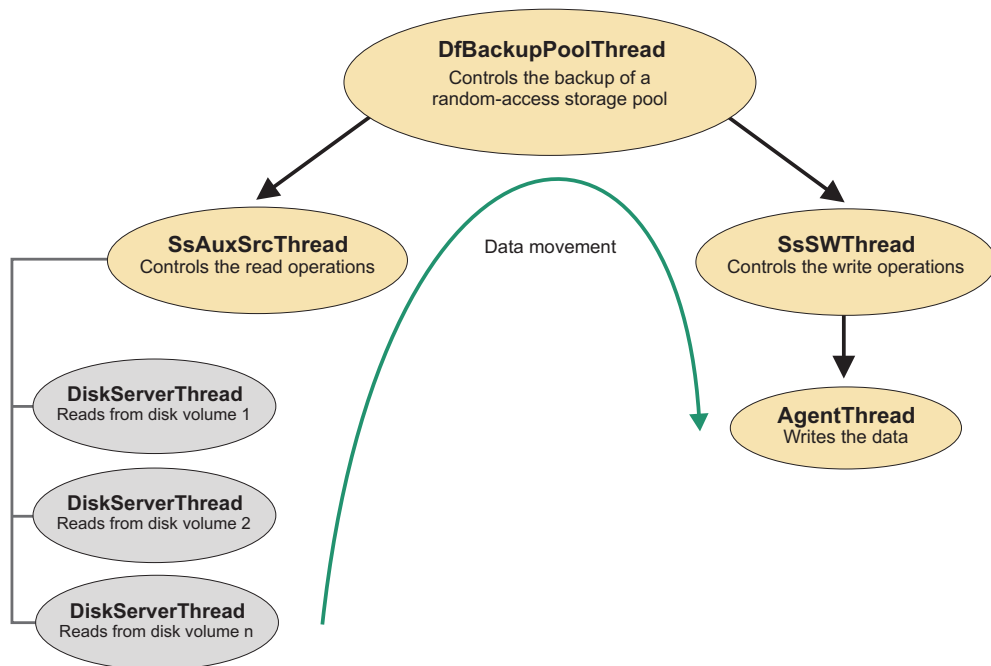 DfBackupPoolThread
Controls the backup of a
random-access storage pool
SsAuxSrcThread
Controls the read operations
Data movement
SsSWThread
Controls the write operations
DiskServerThread
Reads from disk volume 1
AgentThread
Writes the data
DiskServerThread
Reads from disk volume 2
DiskServerThread
Reads from disk volume n